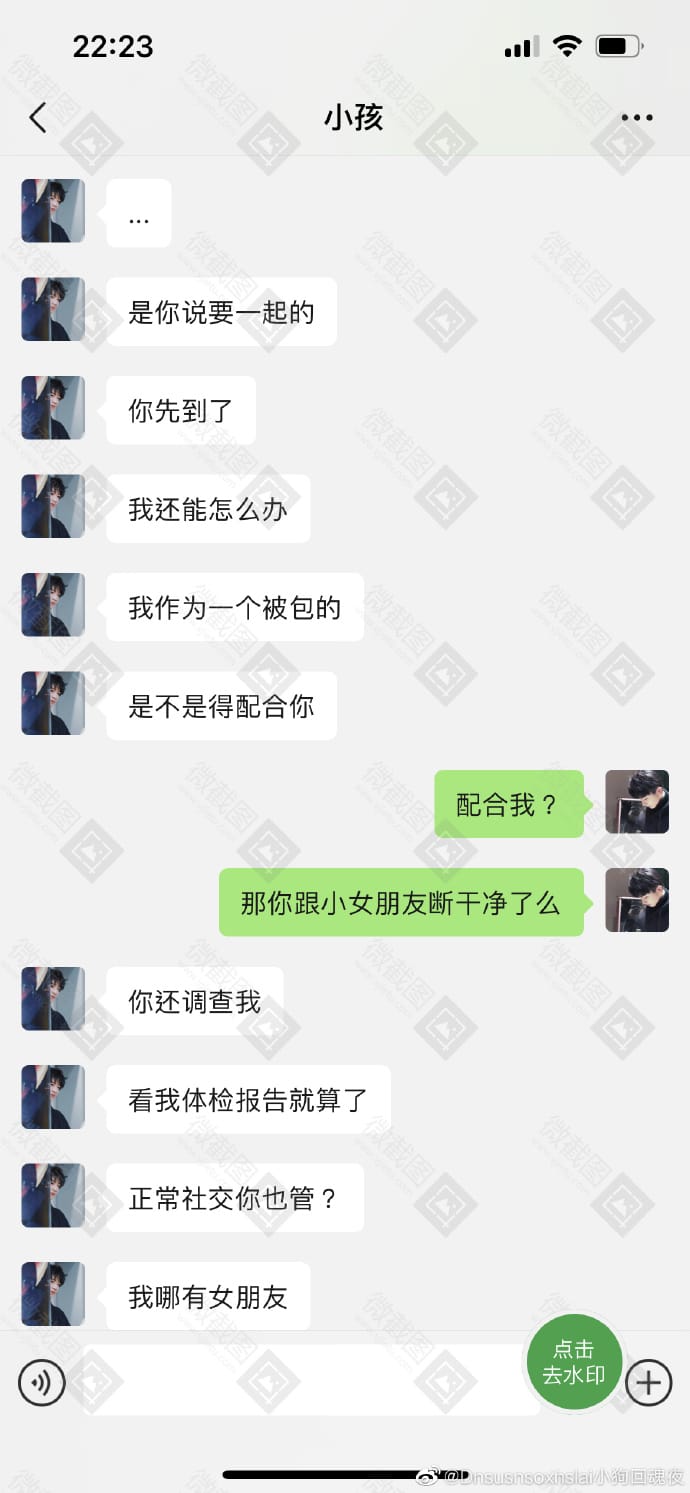 22:23
小孩
...
是你说要一起的
你先到了
我还能怎么办
我作为一个被包的
是不是得配合你
配合我？
那你跟小女朋友断干净了么
你还调查我
看我体检报告就算了
正常社交你也管？
我哪有女朋友
点击
去水印
微截图
@Dnsusnsoxhslai小狗回魂夜